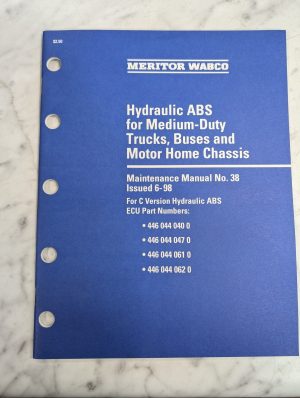 $2.50
MERITOR WABCO
Hydraulic ABS
for Medium-Duty
Trucks, Buses and
Motor Home Chassis
Maintenance Manual No. 38
Issued 6-98
For C Version Hydraulic ABS
ECU Part Numbers:
• 446 044 040 0
• 446 044 047 0
• 446 044 061 0
• 446 044 062 0